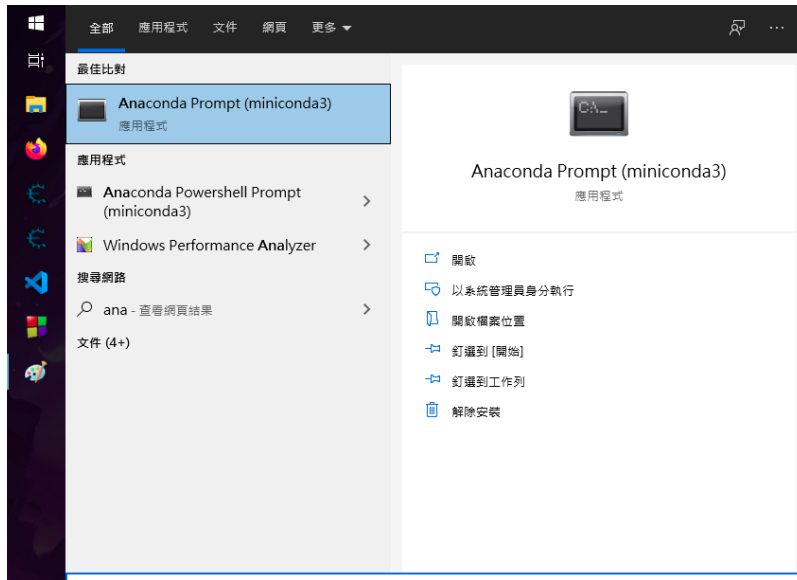 全部 應用程式 文件 網頁 更多
最佳比對
Anaconda Prompt (miniconda3)
應用程式
應用程式
Anaconda Powershell Prompt
(miniconda3)
Windows Performance Analyzer
搜尋網路
ana - 查看網頁結果
文件 (4+)
C:\_
Anaconda Prompt (miniconda3)
應用程式
開啟
以系統管理員身分執行
開啟檔案位置
釘選到 [開始]
釘選到工作列
解除安裝